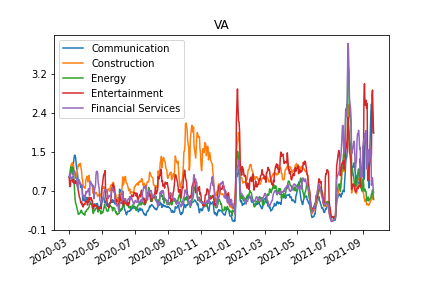 VA
Communication
Construction
Energy
Entertainment
Financial Services
3.2
2.4
1.5
0.7
-0.1
2020-03
2020-05
2020-07
2020-09
2020-11
2021-01
2021-03
2021-05
2021-07
2021-09